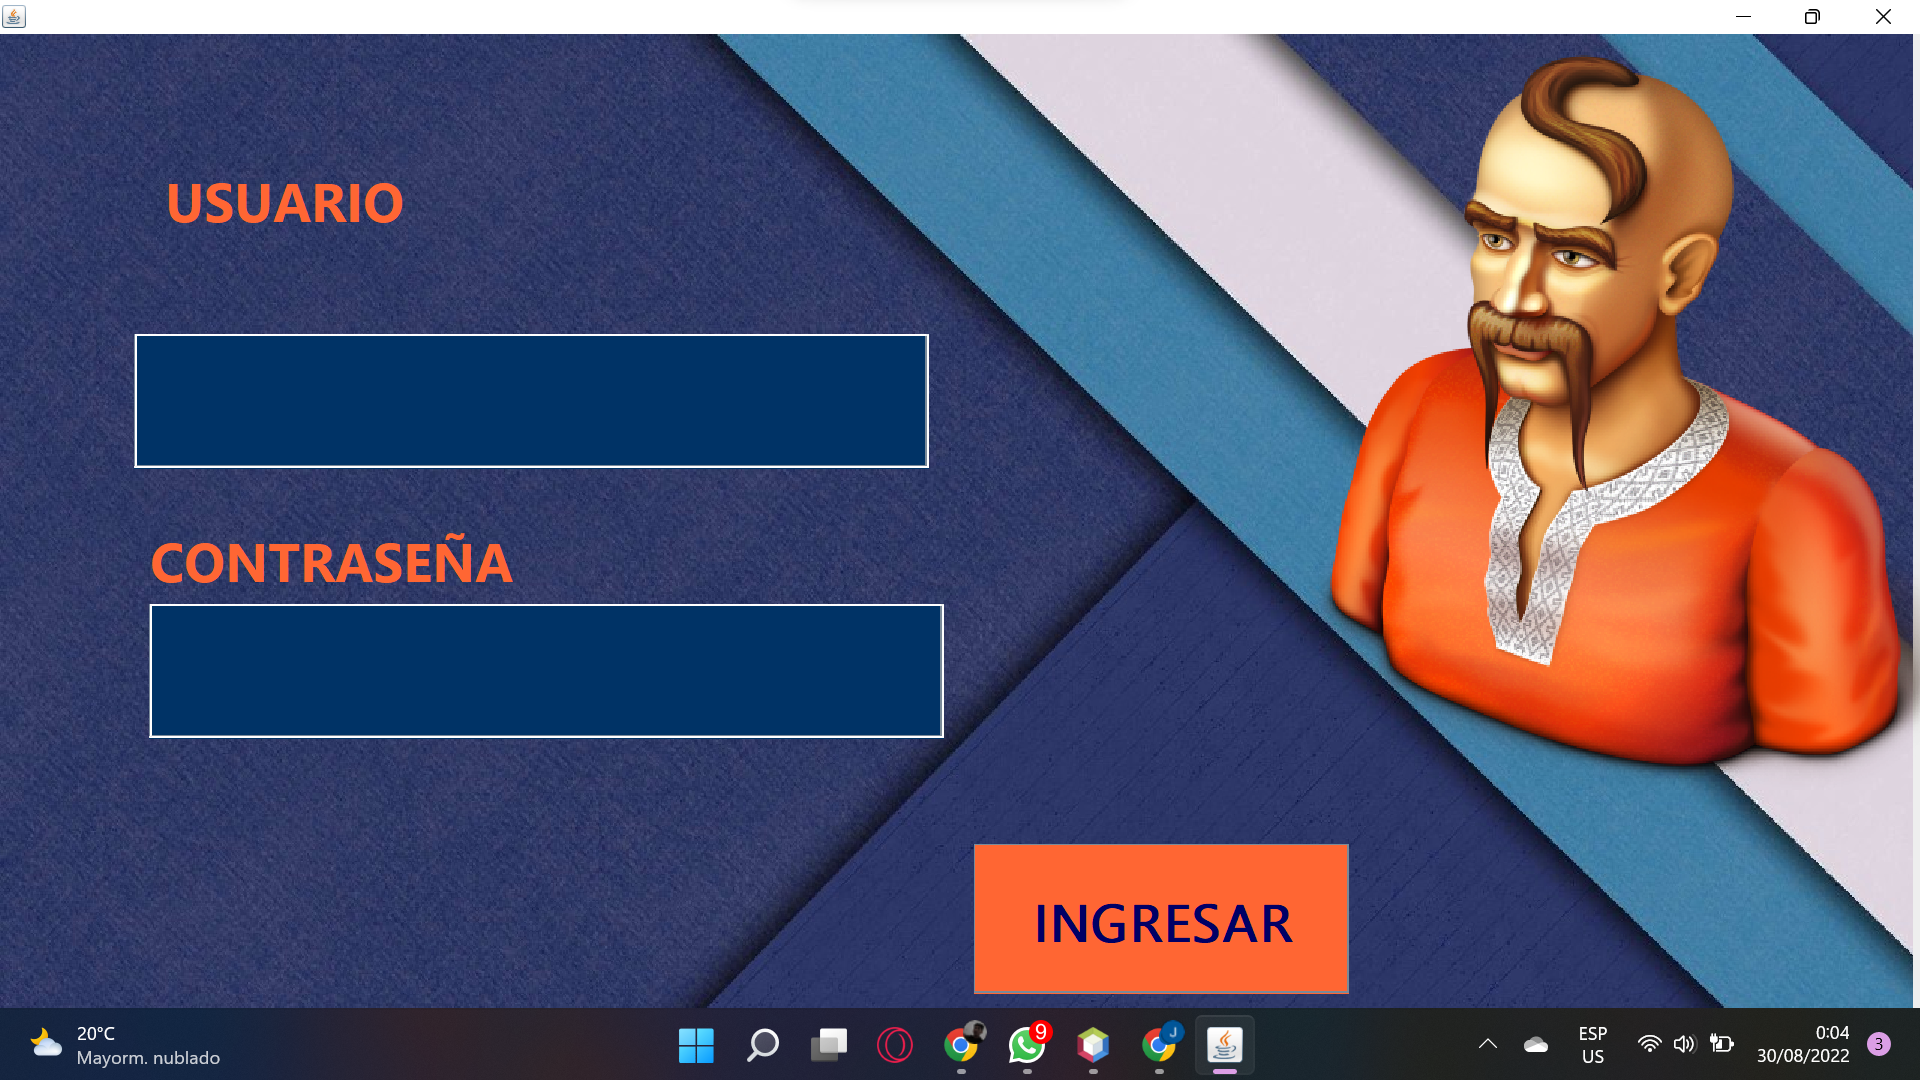 USUARIO
CONTRASEÑA
INGRESAR
20°C
Mayorm. nublado
9
J
ESP
US
0:04
30/08/2022
3